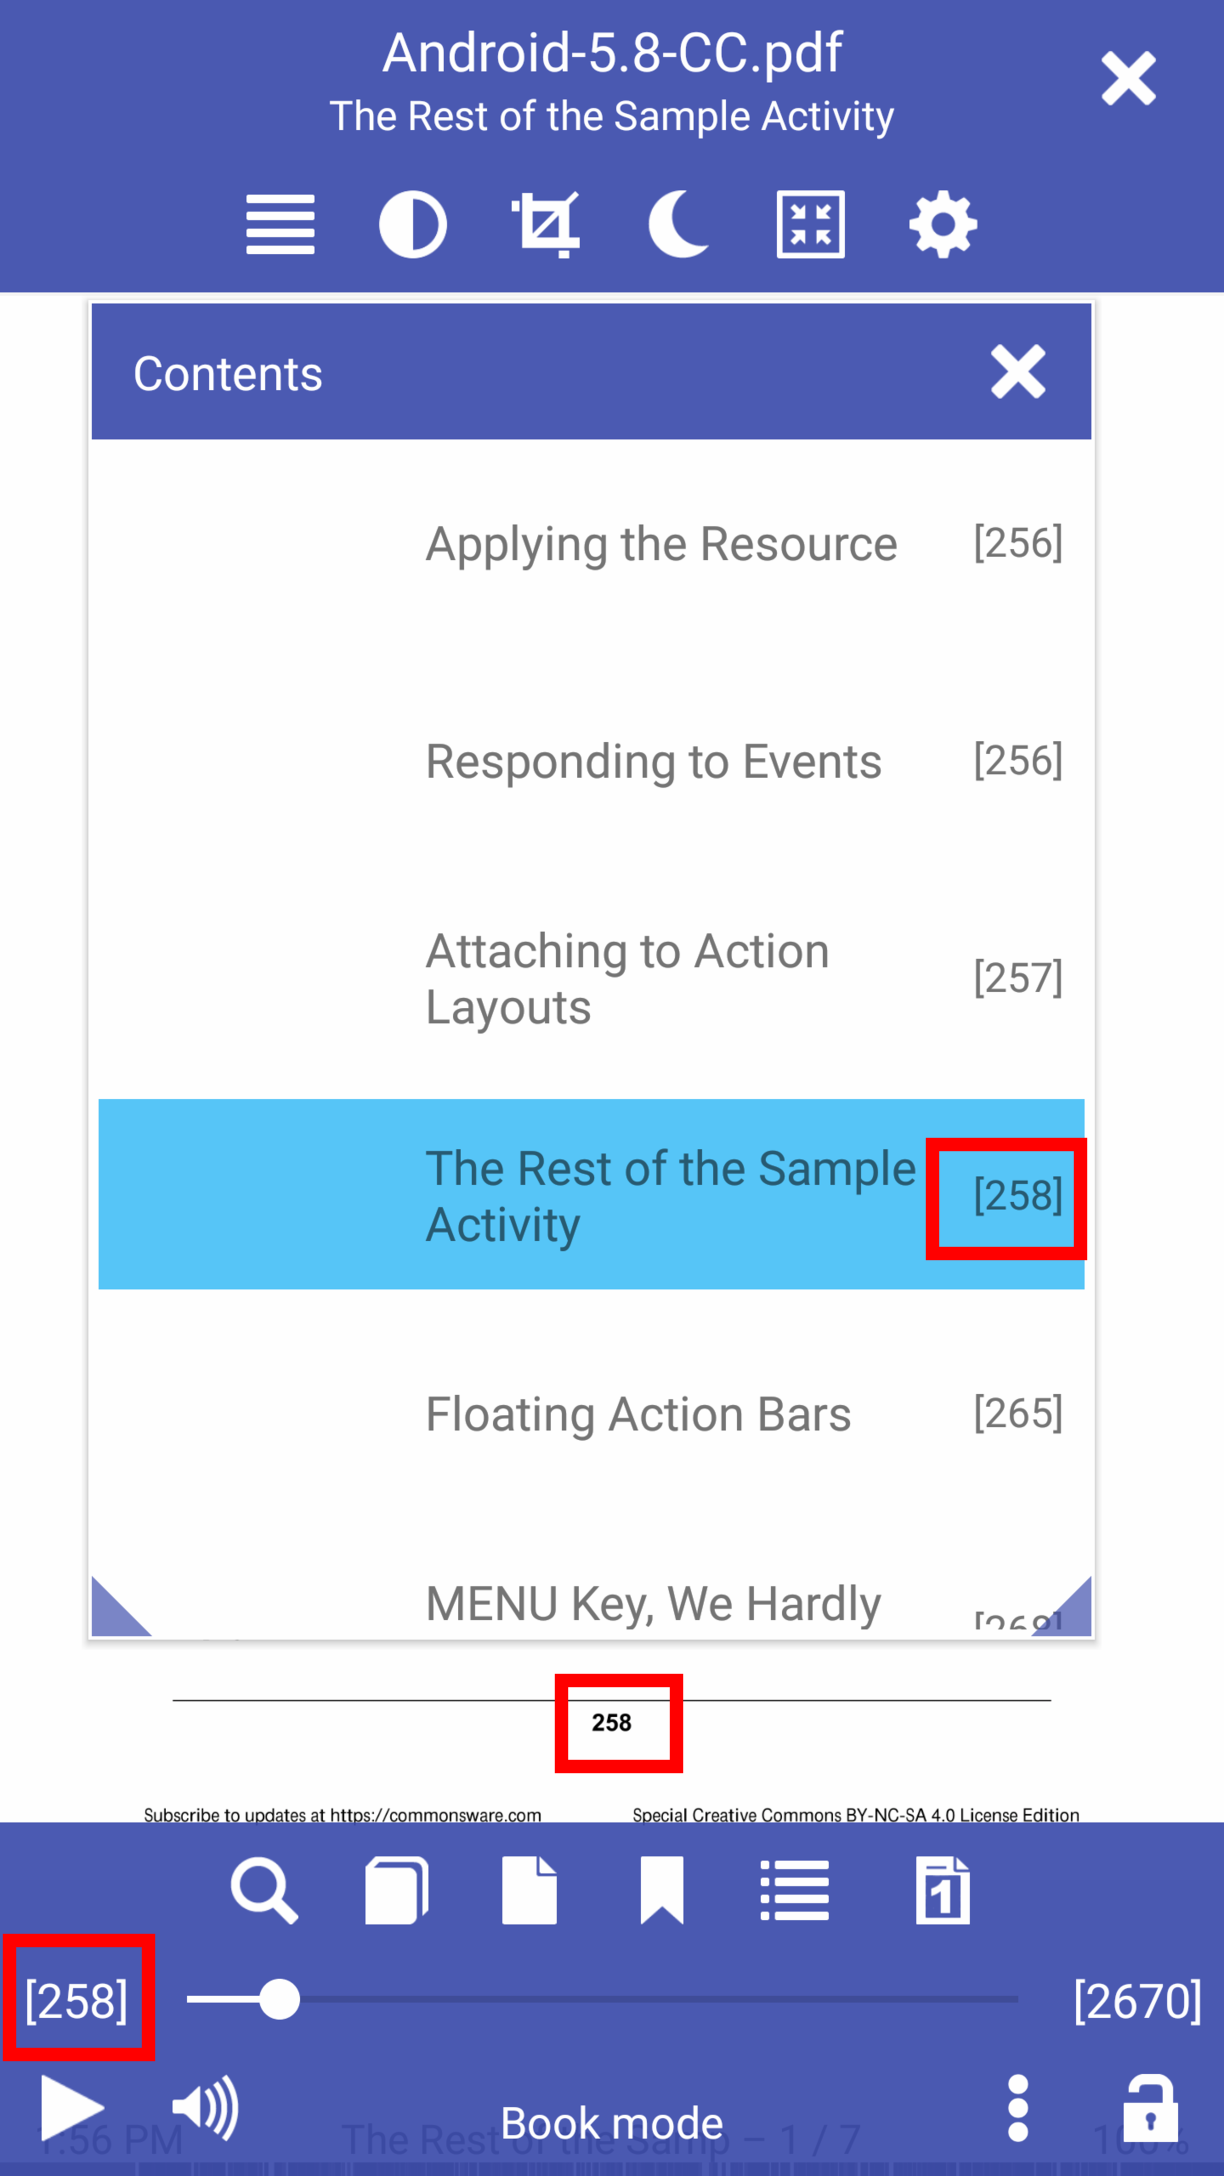 Android-5.8-CC.pdf
The Rest of the Sample Activity
Contents
Applying the Resource [256]
Responding to Events [256]
Attaching to Action
Layouts [257]
The Rest of the Sample
Activity [258]
Floating Action Bars [265]
MENU Key, We Hardly
258
Subscribe to updates at https://commonsware.com Special Creative Commons BY-NC-SA 4.0 License Edition
1
[258] [2670]
Book mode
1:56 PM The Rest of the Samp – 1 / 7 100%